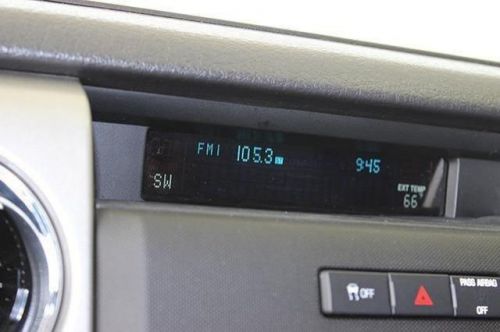 FM1 105.3 9:45
SW EXT TEMP
66°
OFF PASS AIRBAG
OFF